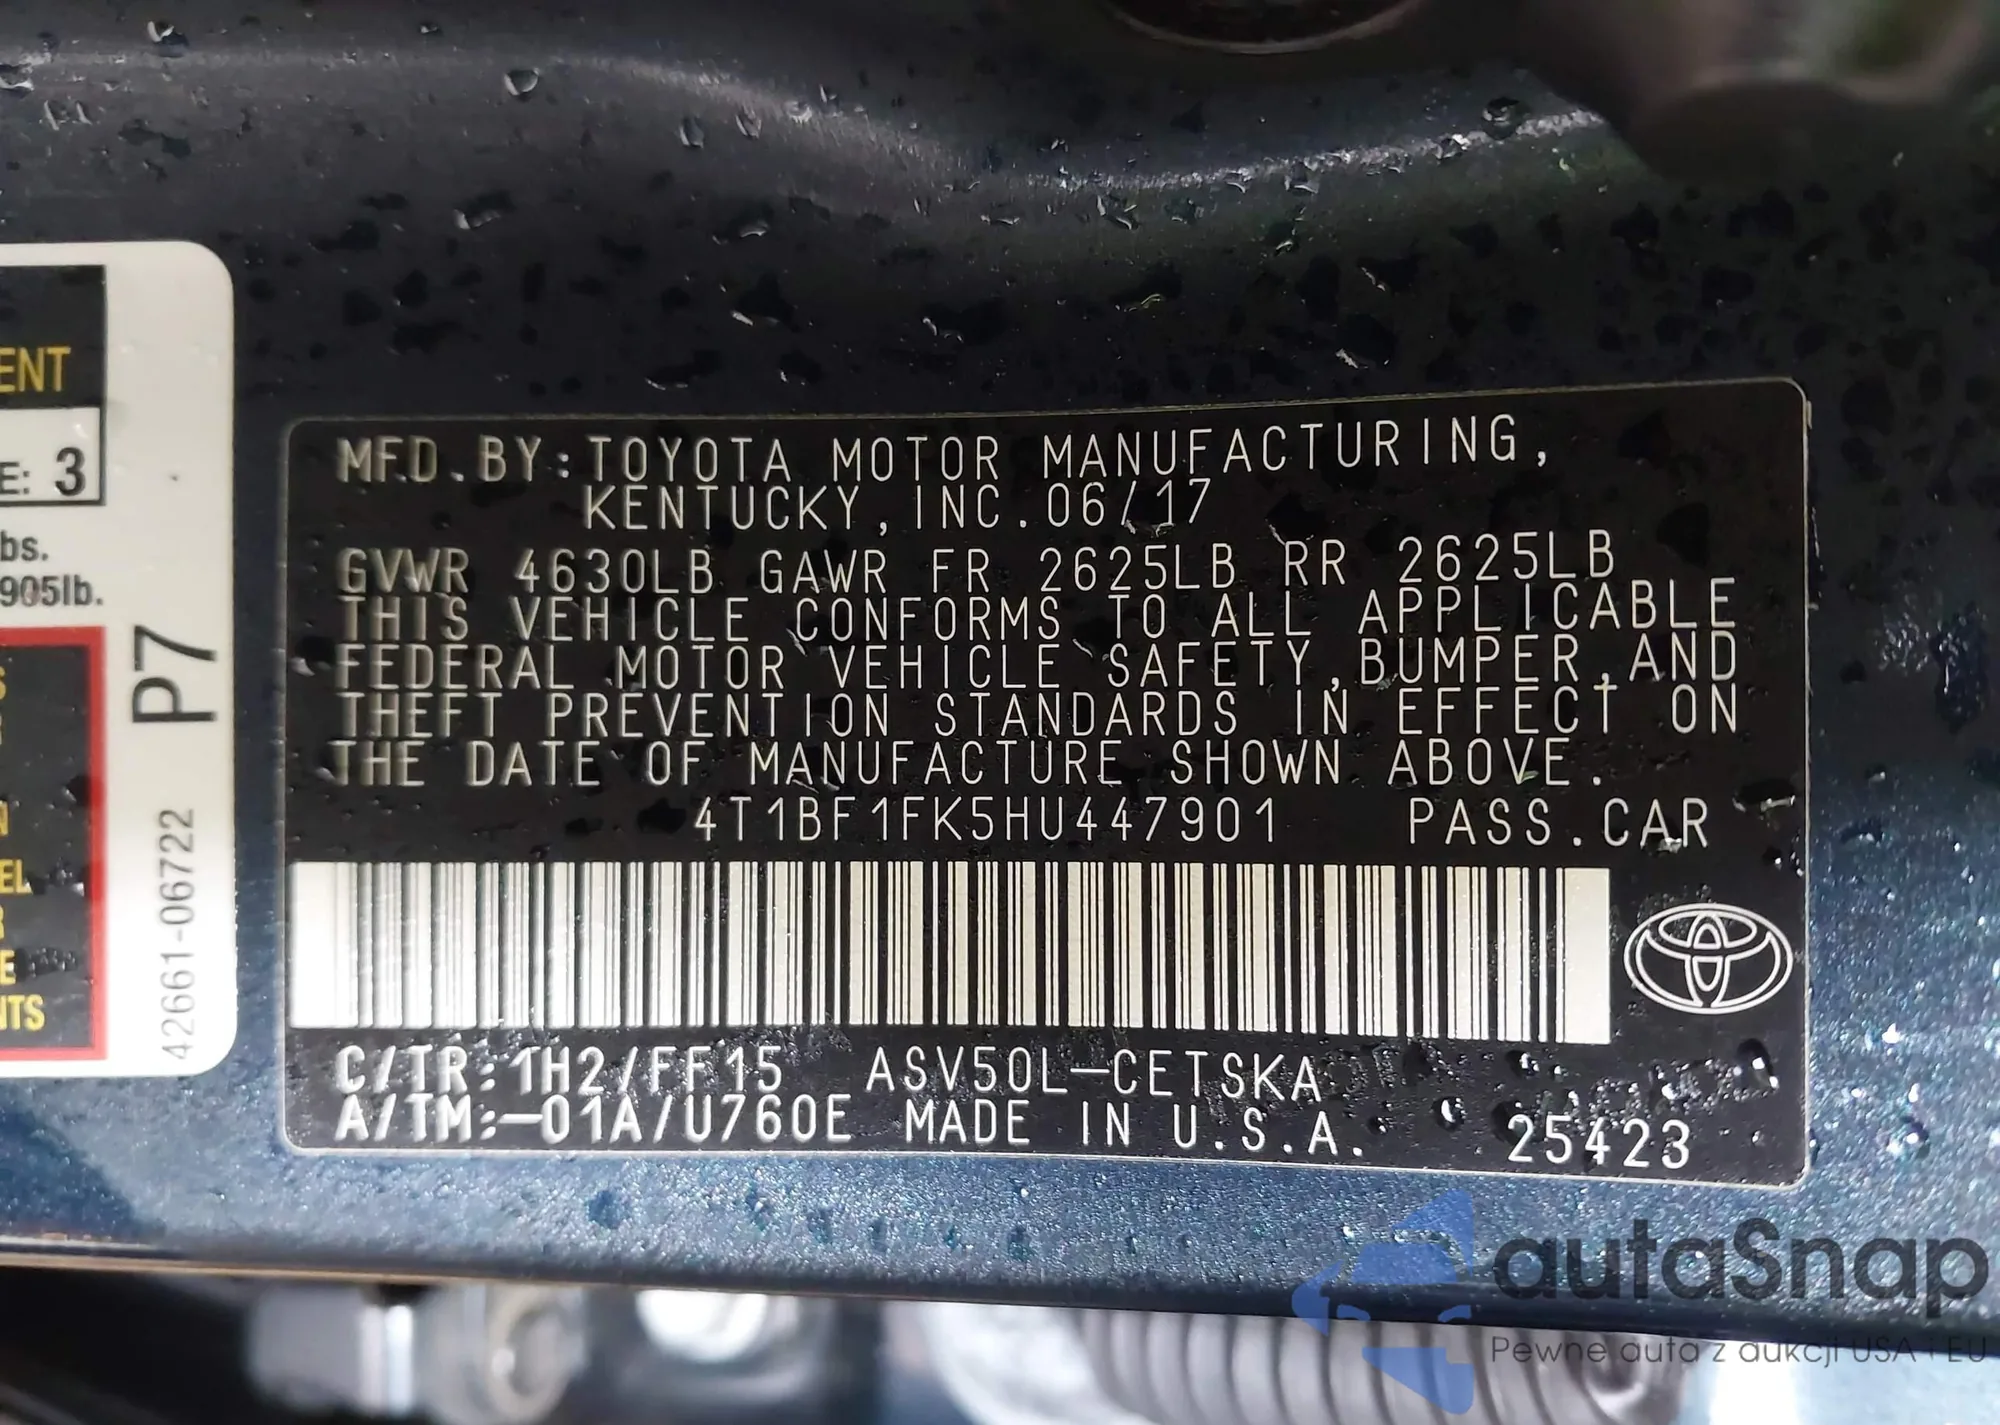 ENT
E: 3
bs.
905lb.
S
N
EL
R
E
NTS
P7
42661-06722
MFD.BY:TOYOTA MOTOR MANUFACTURING,
KENTUCKY,INC.06/17
GVWR 4630LB GAWR FR 2625LB RR 2625LB
THIS VEHICLE CONFORMS TO ALL APPLICABLE
FEDERAL MOTOR VEHICLE SAFETY,BUMPER,AND
THEFT PREVENTION STANDARDS IN EFFECT ON
THE DATE OF MANUFACTURE SHOWN ABOVE.
4T1BF1FK5HU447901 PASS.CAR
C/TR:1H2/FF15 ASV50L-CETSKA
A/TM:-01A/U760E MADE IN U.S.A. 25423
autaSnap
Pewne auta z aukcji USA i EU